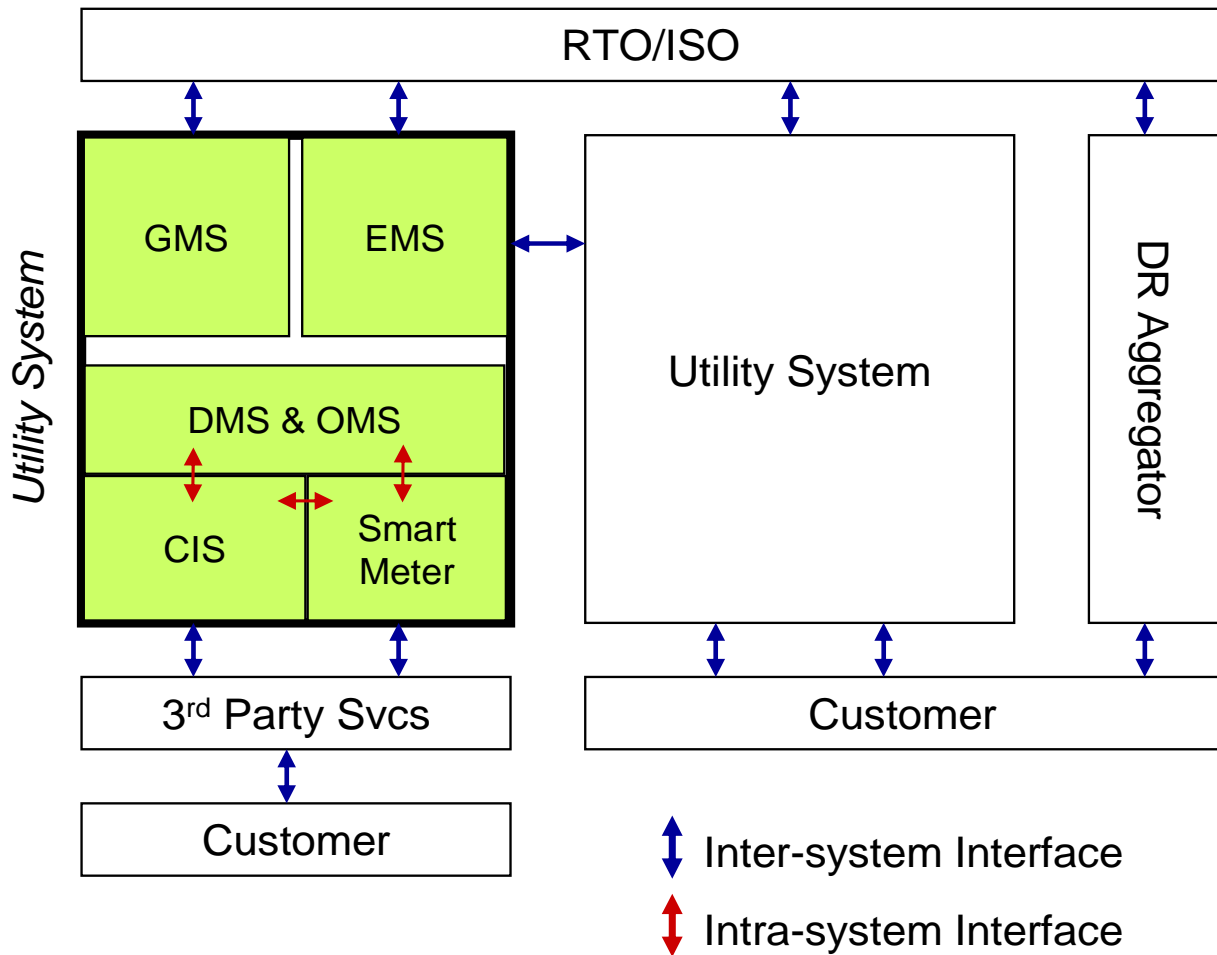 RTO/ISO
Utility System
GMS
EMS
DMS & OMS
CIS
Smart
Meter
Utility System
DR Aggregator
3rd Party Svcs
Customer
Customer
Inter-system Interface
Intra-system Interface